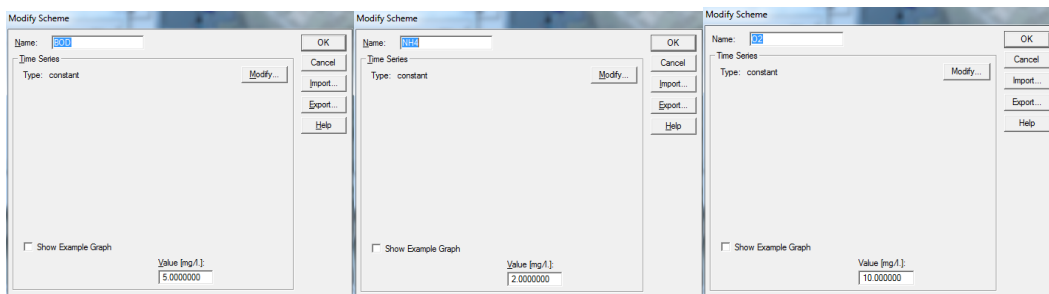 Modify Scheme
Name: BOD
OK
Time Series
Cancel
Type: constant
Modify...
Import...
Export...
Help
Show Example Graph
Value [mg/l.]:
5.0000000
Modify Scheme
Name: NH4
OK
Time Series
Cancel
Type: constant
Modify...
Import...
Export...
Help
Show Example Graph
Value [mg/l.]:
2.0000000
Modify Scheme
Name: O2
OK
Time Series
Cancel
Type: constant
Modify...
Import...
Export...
Help
Show Example Graph
Value [mg/l.]:
10.000000